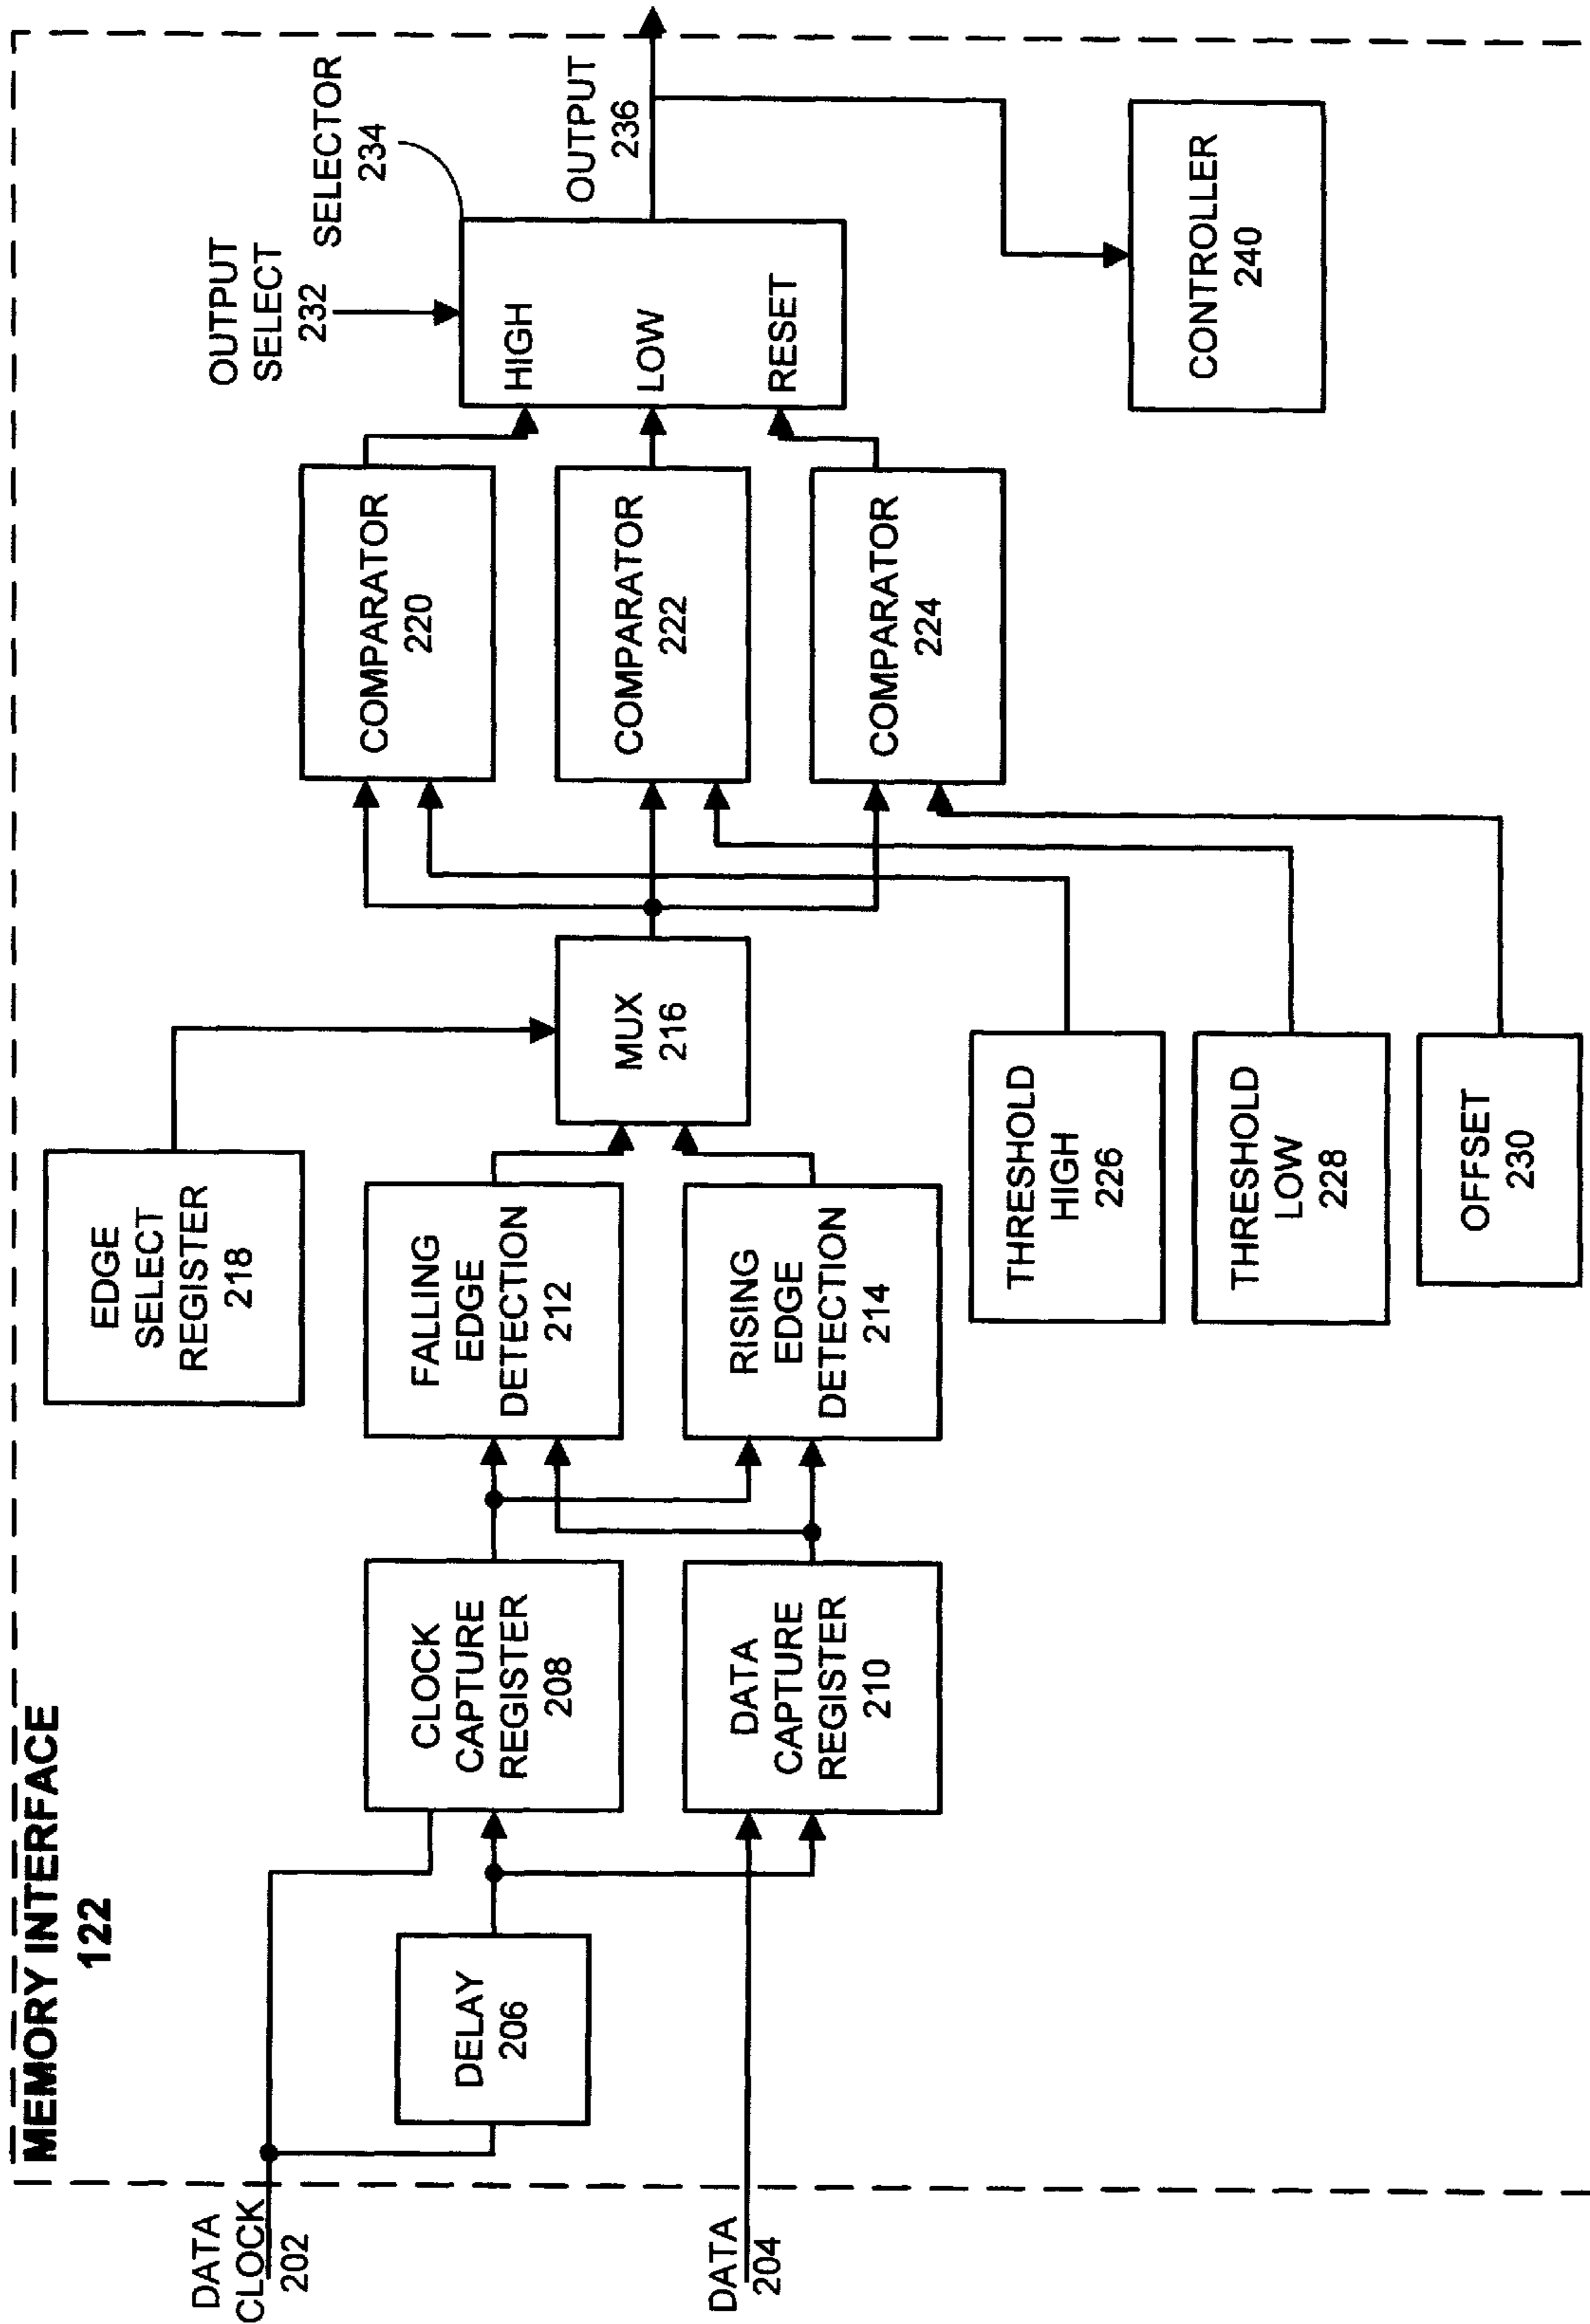 MEMORY INTERFACE
122
DATA
CLOCK
202
DATA
204
DELAY
206
CLOCK
CAPTURE
REGISTER
208
DATA
CAPTURE
REGISTER
210
EDGE
SELECT
REGISTER
218
FALLING
EDGE
DETECTION
212
RISING
EDGE
DETECTION
214
MUX
216
THRESHOLD
HIGH
226
THRESHOLD
LOW
228
OFFSET
230
COMPARATOR
220
COMPARATOR
222
COMPARATOR
224
OUTPUT
SELECT
232
SELECTOR
234
HIGH
LOW
RESET
OUTPUT
236
CONTROLLER
240